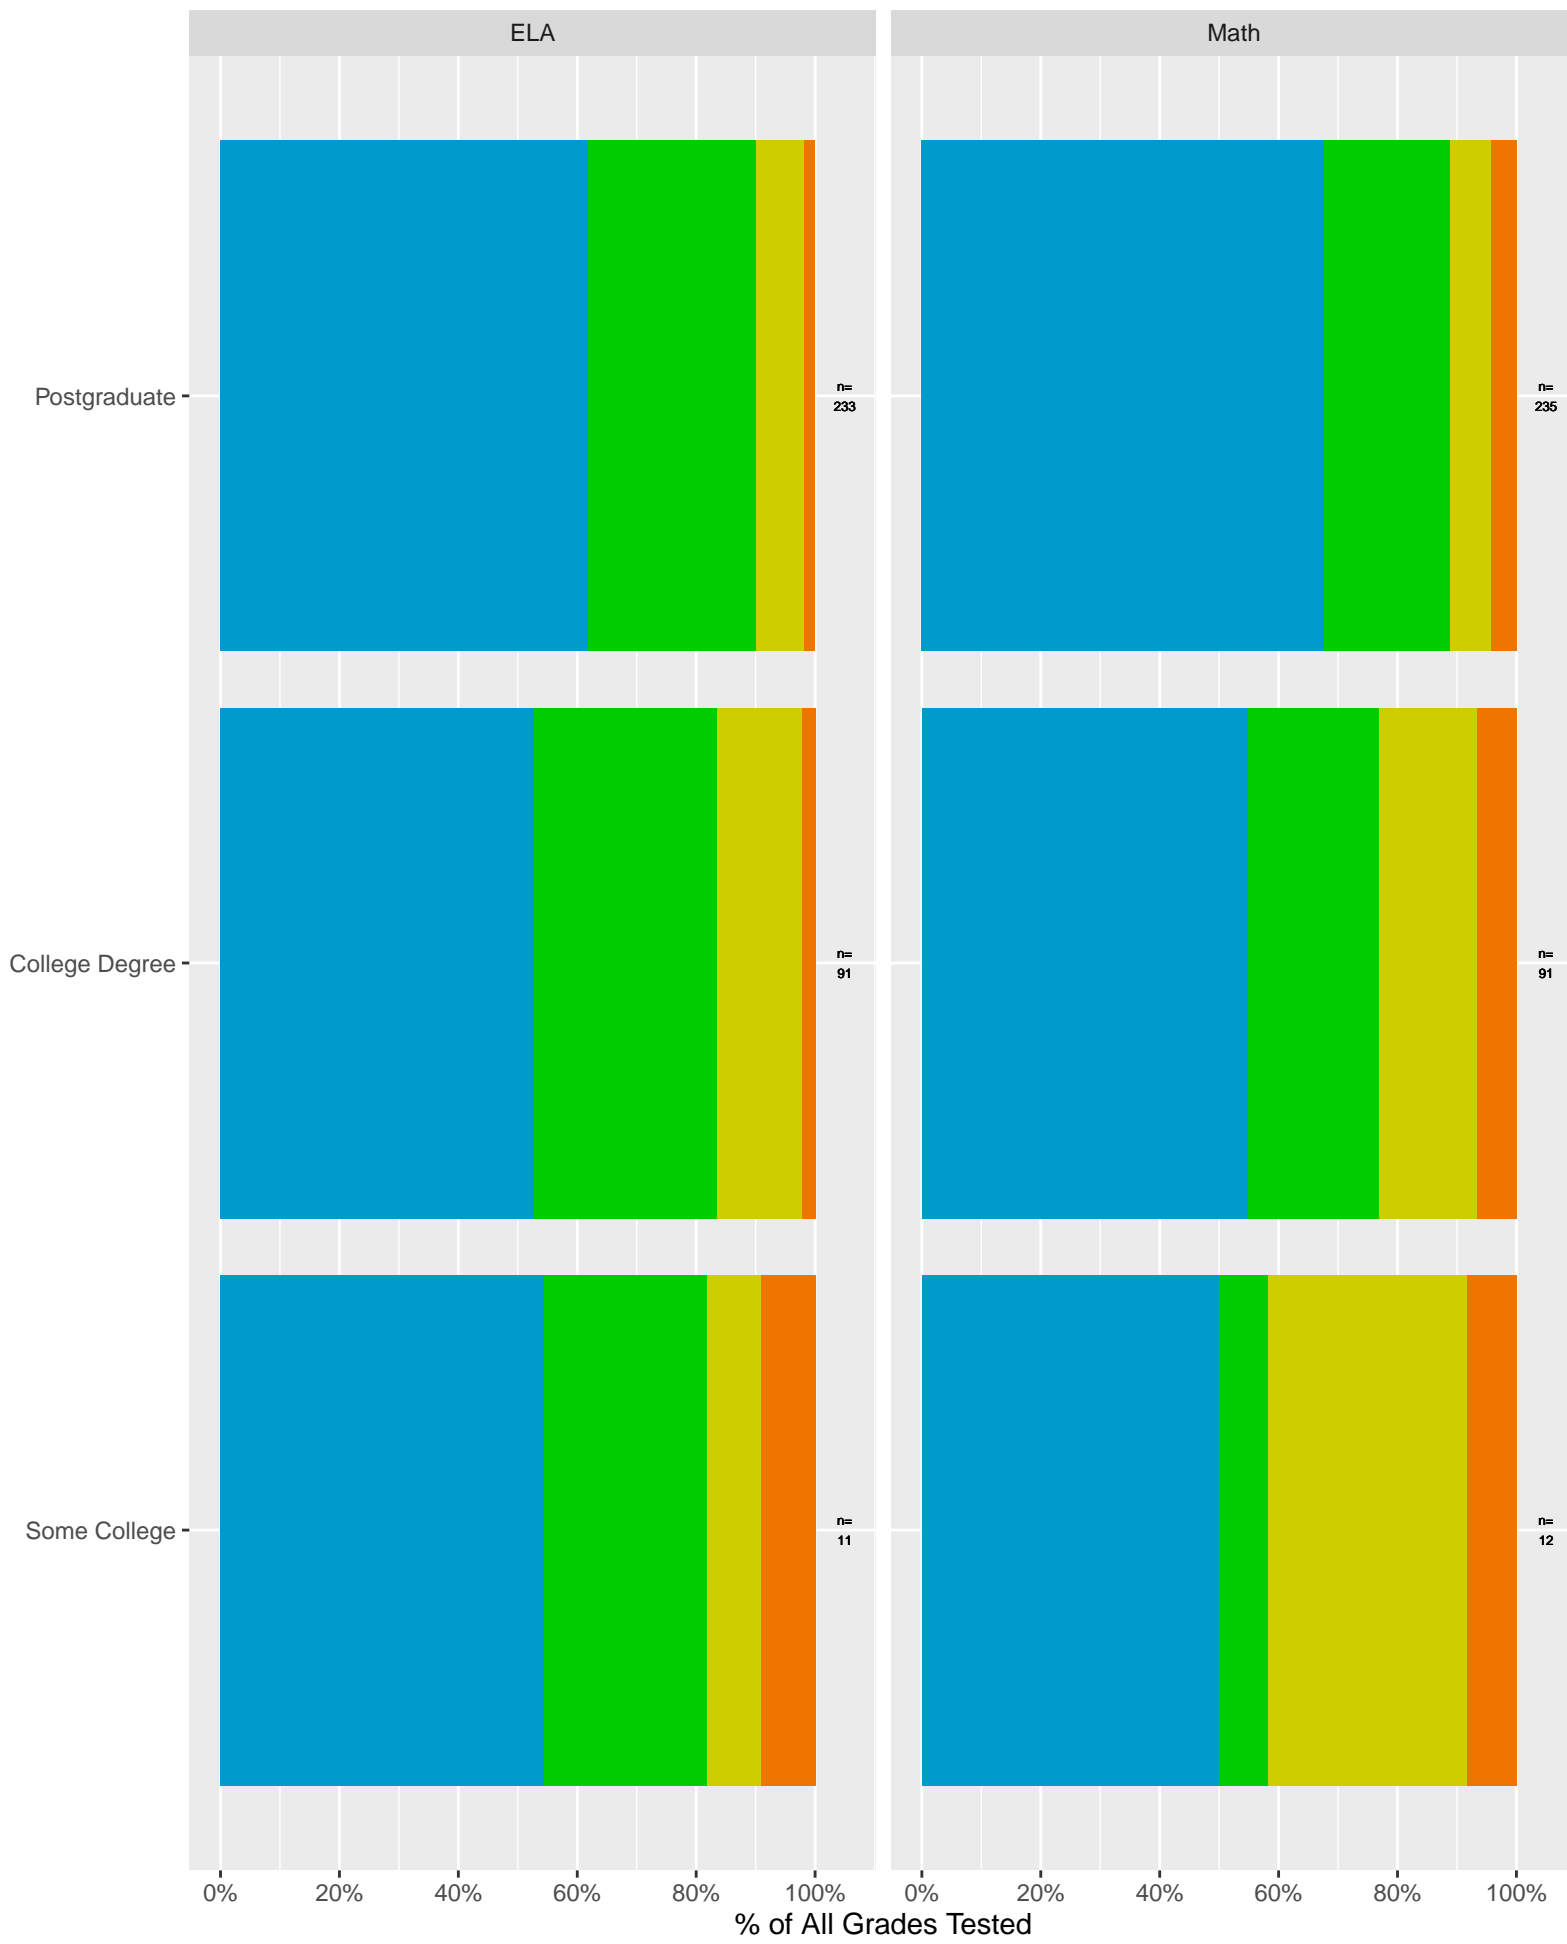 ELA
Math
Postgraduate
n=
233
n=
235
College Degree
n=
91
n=
91
Some College
n=
11
n=
12
0% 20% 40% 60% 80% 100%
0% 20% 40% 60% 80% 100%
% of All Grades Tested